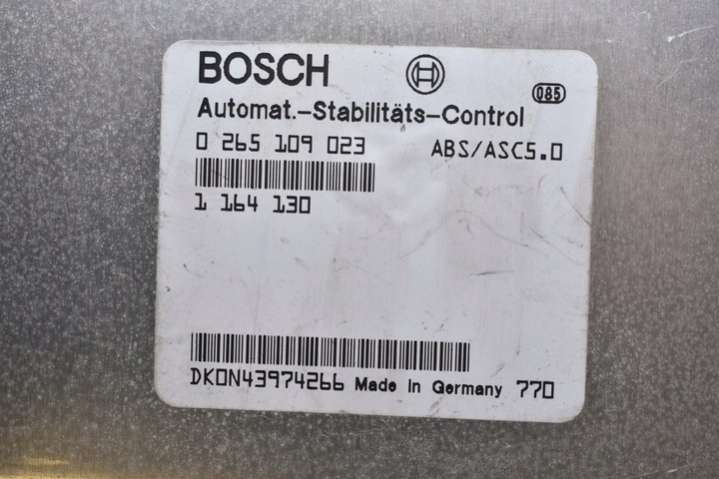 BOSCH
085
Automat.-Stabilitäts-Control
0 265 109 023 ABS/ASC5.0
1 164 130
DKON43974266 Made in Germany 770